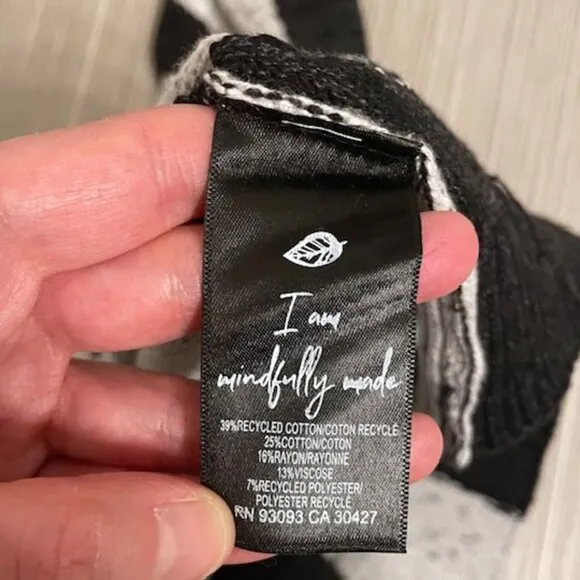 I am
mindfully made
39%RECYCLED COTTON/COTON RECYCLÉ
25%COTTON/COTON
16%RAYON/RAYONNE
13%VISCOSE
7%RECYCLED POLYESTER/
POLYESTER RECYCLÉ
RN 93093 CA 30427